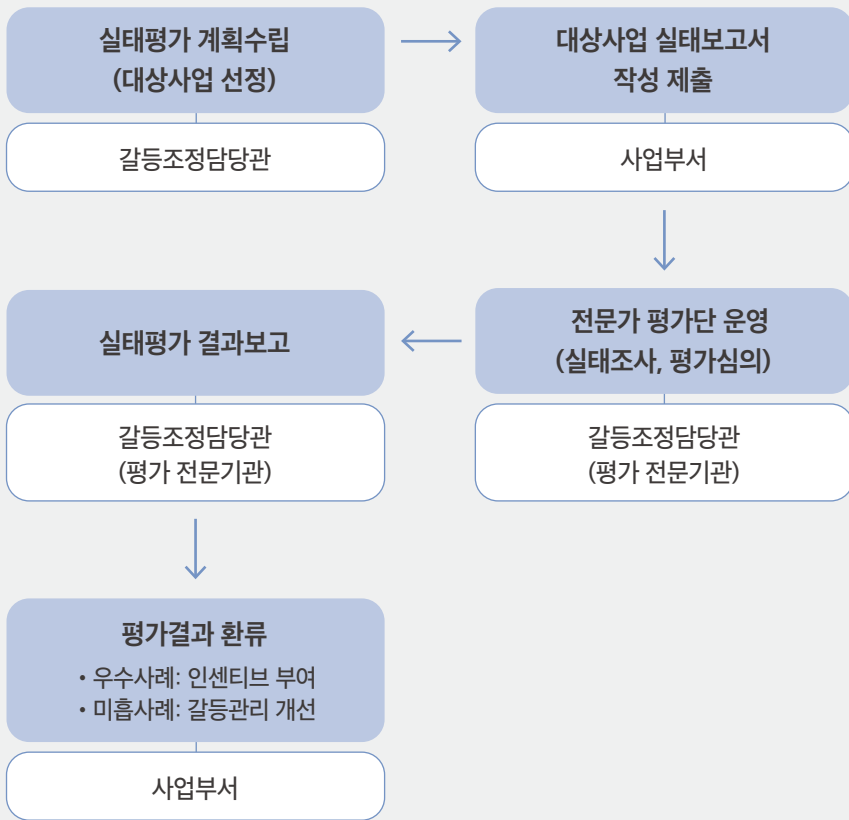 실태평가 계획수립
(대상사업 선정)
갈등조정담당관
대상사업 실태보고서
작성 제출
사업부서
전문가 평가단 운영
(실태조사, 평가심의)
갈등조정담당관
(평가 전문기관)
실태평가 결과보고
갈등조정담당관
(평가 전문기관)
평가결과 환류
• 우수사례: 인센티브 부여
• 미흡사례: 갈등관리 개선
사업부서